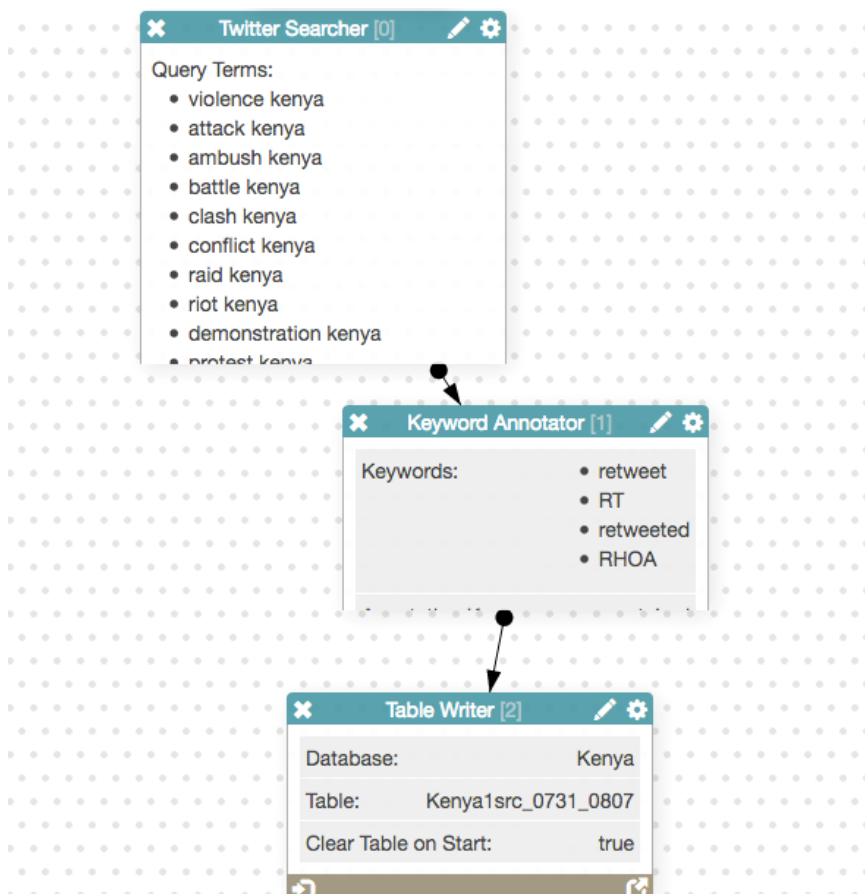 Twitter Searcher [0]
Query Terms:
violence kenya
attack kenya
ambush kenya
battle kenya
clash kenya
conflict kenya
raid kenya
riot kenya
demonstration kenya
protest kenya
Keyword Annotator [1]
Keywords:
retweet
RT
retweeted
RHOA
Table Writer [2]
Database: Kenya
Table: Kenya1src_0731_0807
Clear Table on Start: true